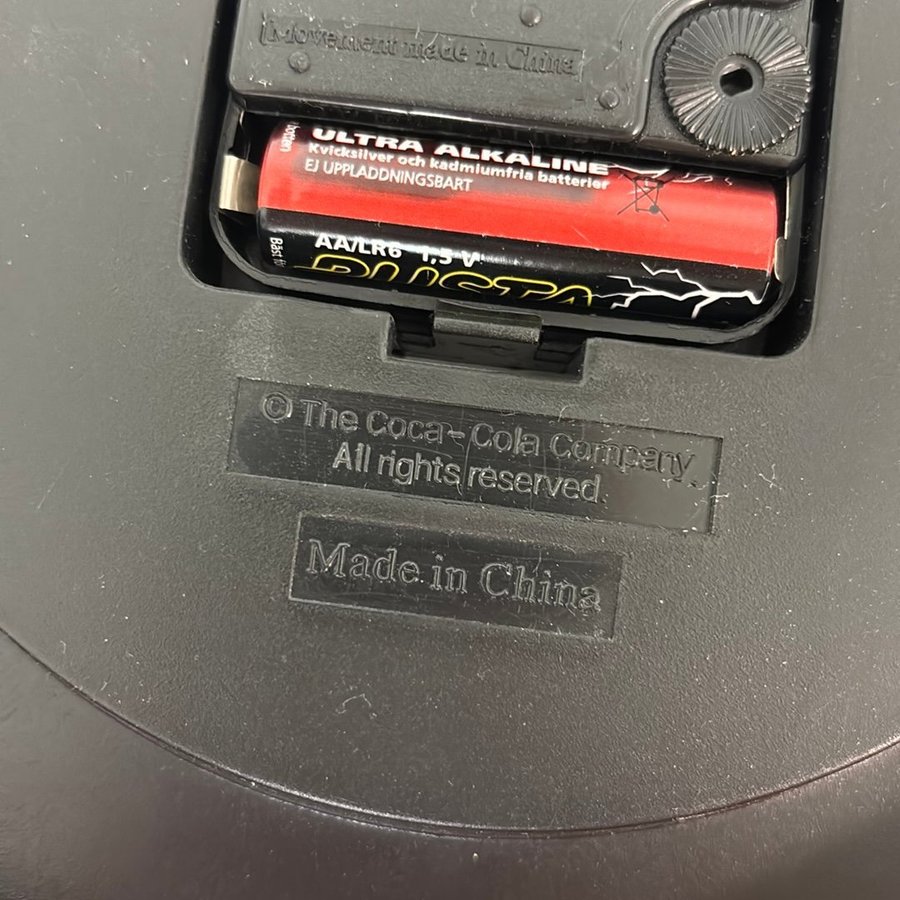 Movement made in China
ULTRA ALKALINE
Kvicksilver och kadmiumfria batterier
EJ UPPLADDNINGSBART
AA/LR6 1,5 V
Bäst
© The Coca-Cola Company.
All rights reserved.
Made in China